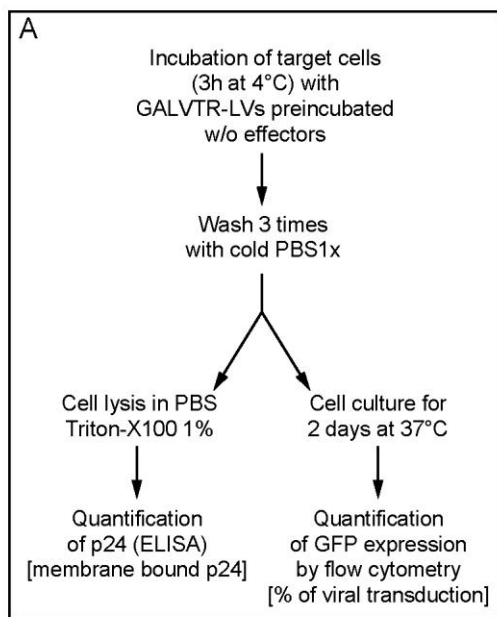 A
Incubation of target cells
(3h at 4°C) with
GALVTR-LVs preincubated
w/o effectors
Wash 3 times
with cold PBS1x
Cell lysis in PBS
Triton-X100 1%
Cell culture for
2 days at 37°C
Quantification
of p24 (ELISA)
[membrane bound p24]
Quantification
of GFP expression
by flow cytometry
[% of viral transduction]